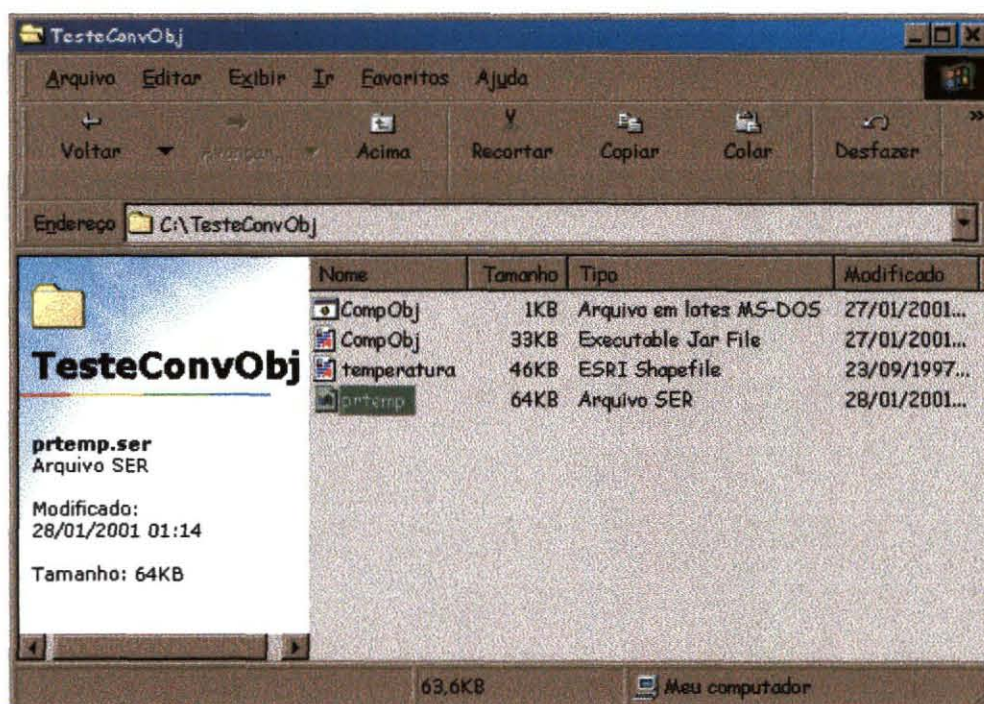 TesteConvObj
Arquivo Editar Exibir Ir Favoritos Ajuda
Voltar Avançar Acima Recortar Copiar Colar Desfazer »
Endereço C:\TesteConvObj
TesteConvObj
prtemp.ser
Arquivo SER
Modificado:
28/01/2001 01:14
Tamanho: 64KB
Nome Tamanho Tipo Modificado
CompObj 1KB Arquivo em lotes MS-DOS 27/01/2001...
CompObj 33KB Executable Jar File 27/01/2001...
temperatura 46KB ESRI Shapefile 23/09/1997...
prtemp 64KB Arquivo SER 28/01/2001...
63,6KB Meu computador